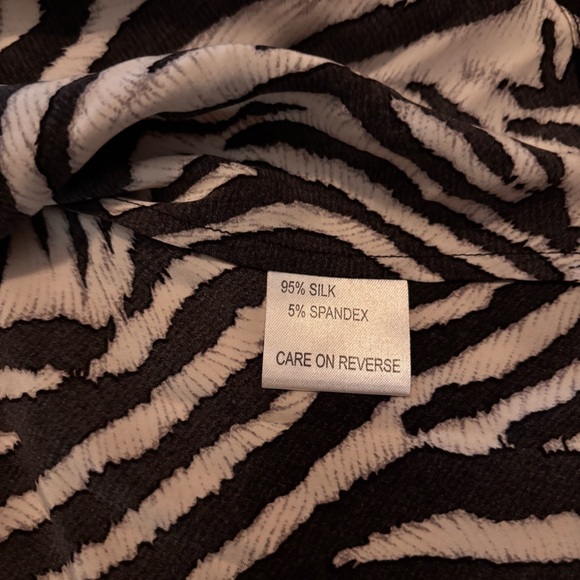 95% SILK
5% SPANDEX
CARE ON REVERSE